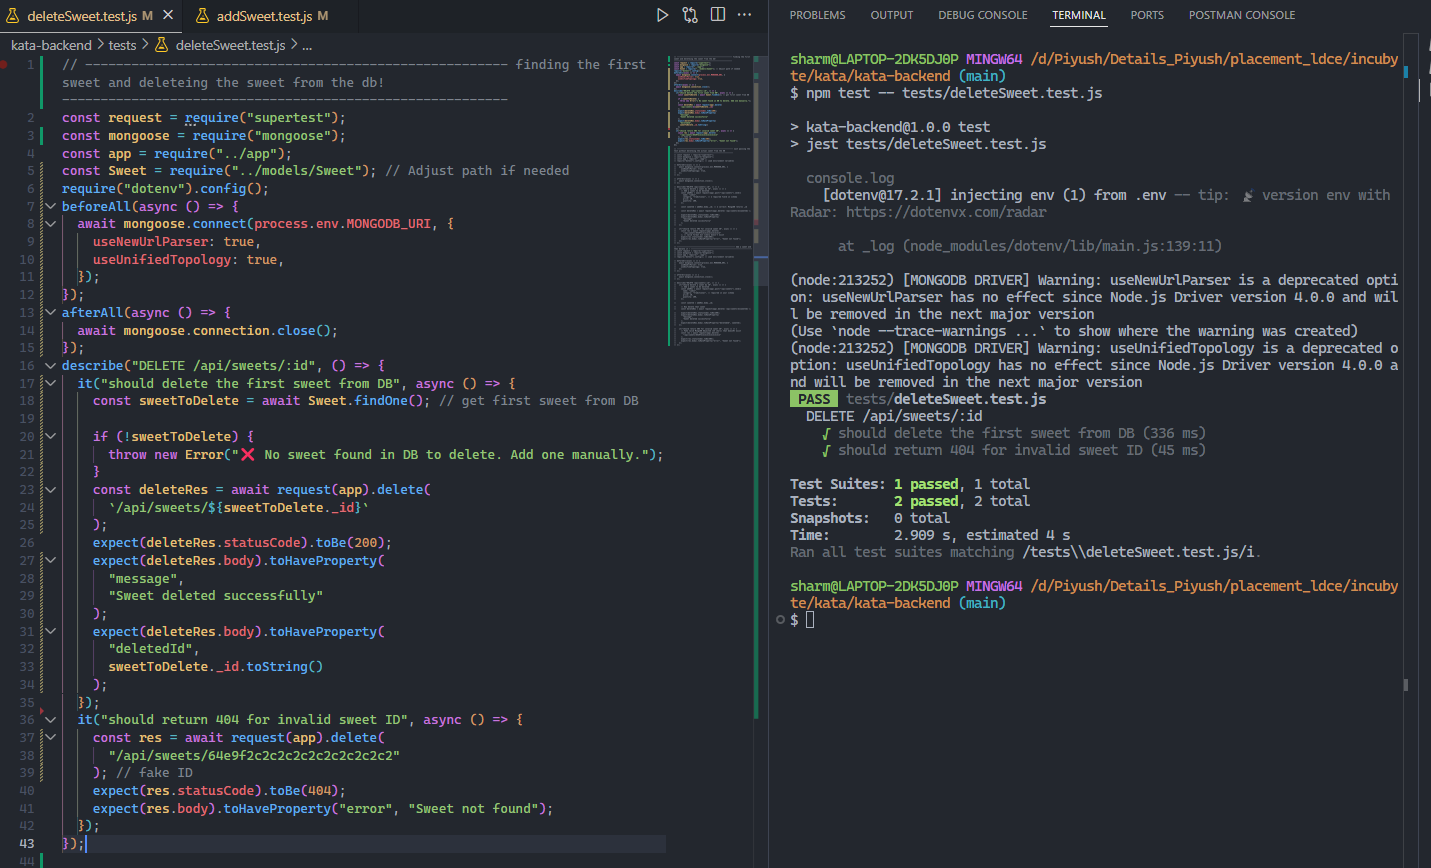 deleteSweet.test.js M
addSweet.test.js M
kata-backend > tests > deleteSweet.test.js > ...
1 // ------------------------------------------------- finding the first
sweet and deleteing the sweet from the db!
---------------------------------------------------------
2 const request = require("supertest");
3 const mongoose = require("mongoose");
4 const app = require("../app");
5 const Sweet = require("../models/Sweet"); // Adjust path if needed
6 require("dotenv").config();
7 beforeAll(async () => {
8 await mongoose.connect(process.env.MONGODB_URI, {
9 useNewUrlParser: true,
10 useUnifiedTopology: true,
11 });
12 });
13 afterAll(async () => {
14 await mongoose.connection.close();
15 });
16 describe("DELETE /api/sweets/:id", () => {
17 it("should delete the first sweet from DB", async () => {
18 const sweetToDelete = await Sweet.findOne(); // get first sweet from DB
19
20 if (!sweetToDelete) {
21 throw new Error("❌ No sweet found in DB to delete. Add one manually.");
22 }
23 const deleteRes = await request(app).delete(
24 `/api/sweets/${sweetToDelete._id}`
25 );
26 expect(deleteRes.statusCode).toBe(200);
27 expect(deleteRes.body).toHaveProperty(
28 "message",
29 "Sweet deleted successfully"
30 );
31 expect(deleteRes.body).toHaveProperty(
32 "deletedId",
33 sweetToDelete._id.toString()
34 );
35 });
36 it("should return 404 for invalid sweet ID", async () => {
37 const res = await request(app).delete(
38 "/api/sweets/64e9f2c2c2c2c2c2c2c2c2c2"
39 ); // fake ID
40 expect(res.statusCode).toBe(404);
41 expect(res.body).toHaveProperty("error", "Sweet not found");
42 });
43 });
44
PROBLEMS OUTPUT DEBUG CONSOLE TERMINAL PORTS POSTMAN CONSOLE
sharm@LAPTOP-2DK5DJ0P MINGW64 /d/Piyush/Details_Piyush/placement_ldce/incuby
te/kata/kata-backend (main)
$ npm test -- tests/deleteSweet.test.js
> kata-backend@1.0.0 test
> jest tests/deleteSweet.test.js
console.log
[dotenv@17.2.1] injecting env (1) from .env -- tip: 📡 version env with
Radar: https://dotenvx.com/radar
at _log (node_modules/dotenv/lib/main.js:139:11)
(node:213252) [MONGODB DRIVER] Warning: useNewUrlParser is a deprecated opti
on: useNewUrlParser has no effect since Node.js Driver version 4.0.0 and wil
l be removed in the next major version
(Use `node --trace-warnings ...` to show where the warning was created)
(node:213252) [MONGODB DRIVER] Warning: useUnifiedTopology is a deprecated o
ption: useUnifiedTopology has no effect since Node.js Driver version 4.0.0 a
nd will be removed in the next major version
PASS tests/deleteSweet.test.js
DELETE /api/sweets/:id
√ should delete the first sweet from DB (336 ms)
√ should return 404 for invalid sweet ID (45 ms)
Test Suites: 1 passed, 1 total
Tests: 2 passed, 2 total
Snapshots: 0 total
Time: 2.909 s, estimated 4 s
Ran all test suites matching /tests\\deleteSweet.test.js/i.
sharm@LAPTOP-2DK5DJ0P MINGW64 /d/Piyush/Details_Piyush/placement_ldce/incuby
te/kata/kata-backend (main)
$